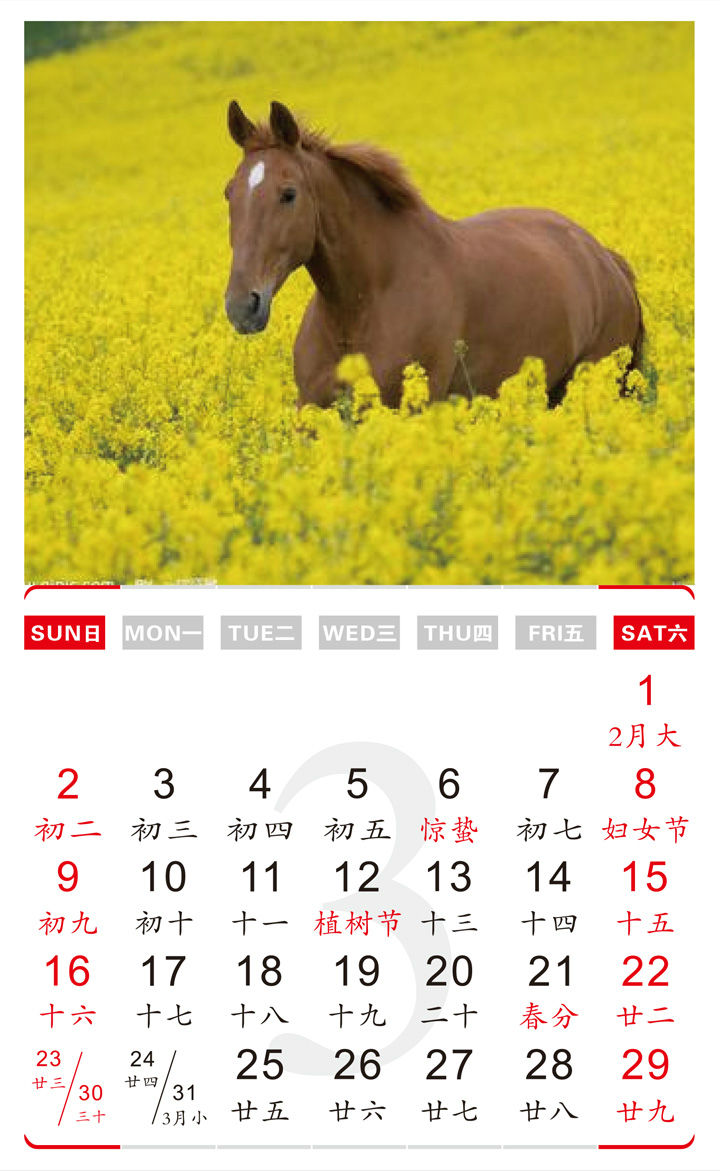 SUN日 MON一 TUE二 WED三 THU四 FRI五 SAT六
1
2月大
2 3 4 5 6 7 8
初二 初三 初四 初五 惊蛰 初七 妇女节
9 10 11 12 13 14 15
初九 初十 十一 植树节 十三 十四 十五
16 17 18 19 20 21 22
十六 十七 十八 十九 二十 春分 廿二
23/30 24/31 25 26 27 28 29
廿三/三十 廿四/3月小 廿五 廿六 廿七 廿八 廿九
3